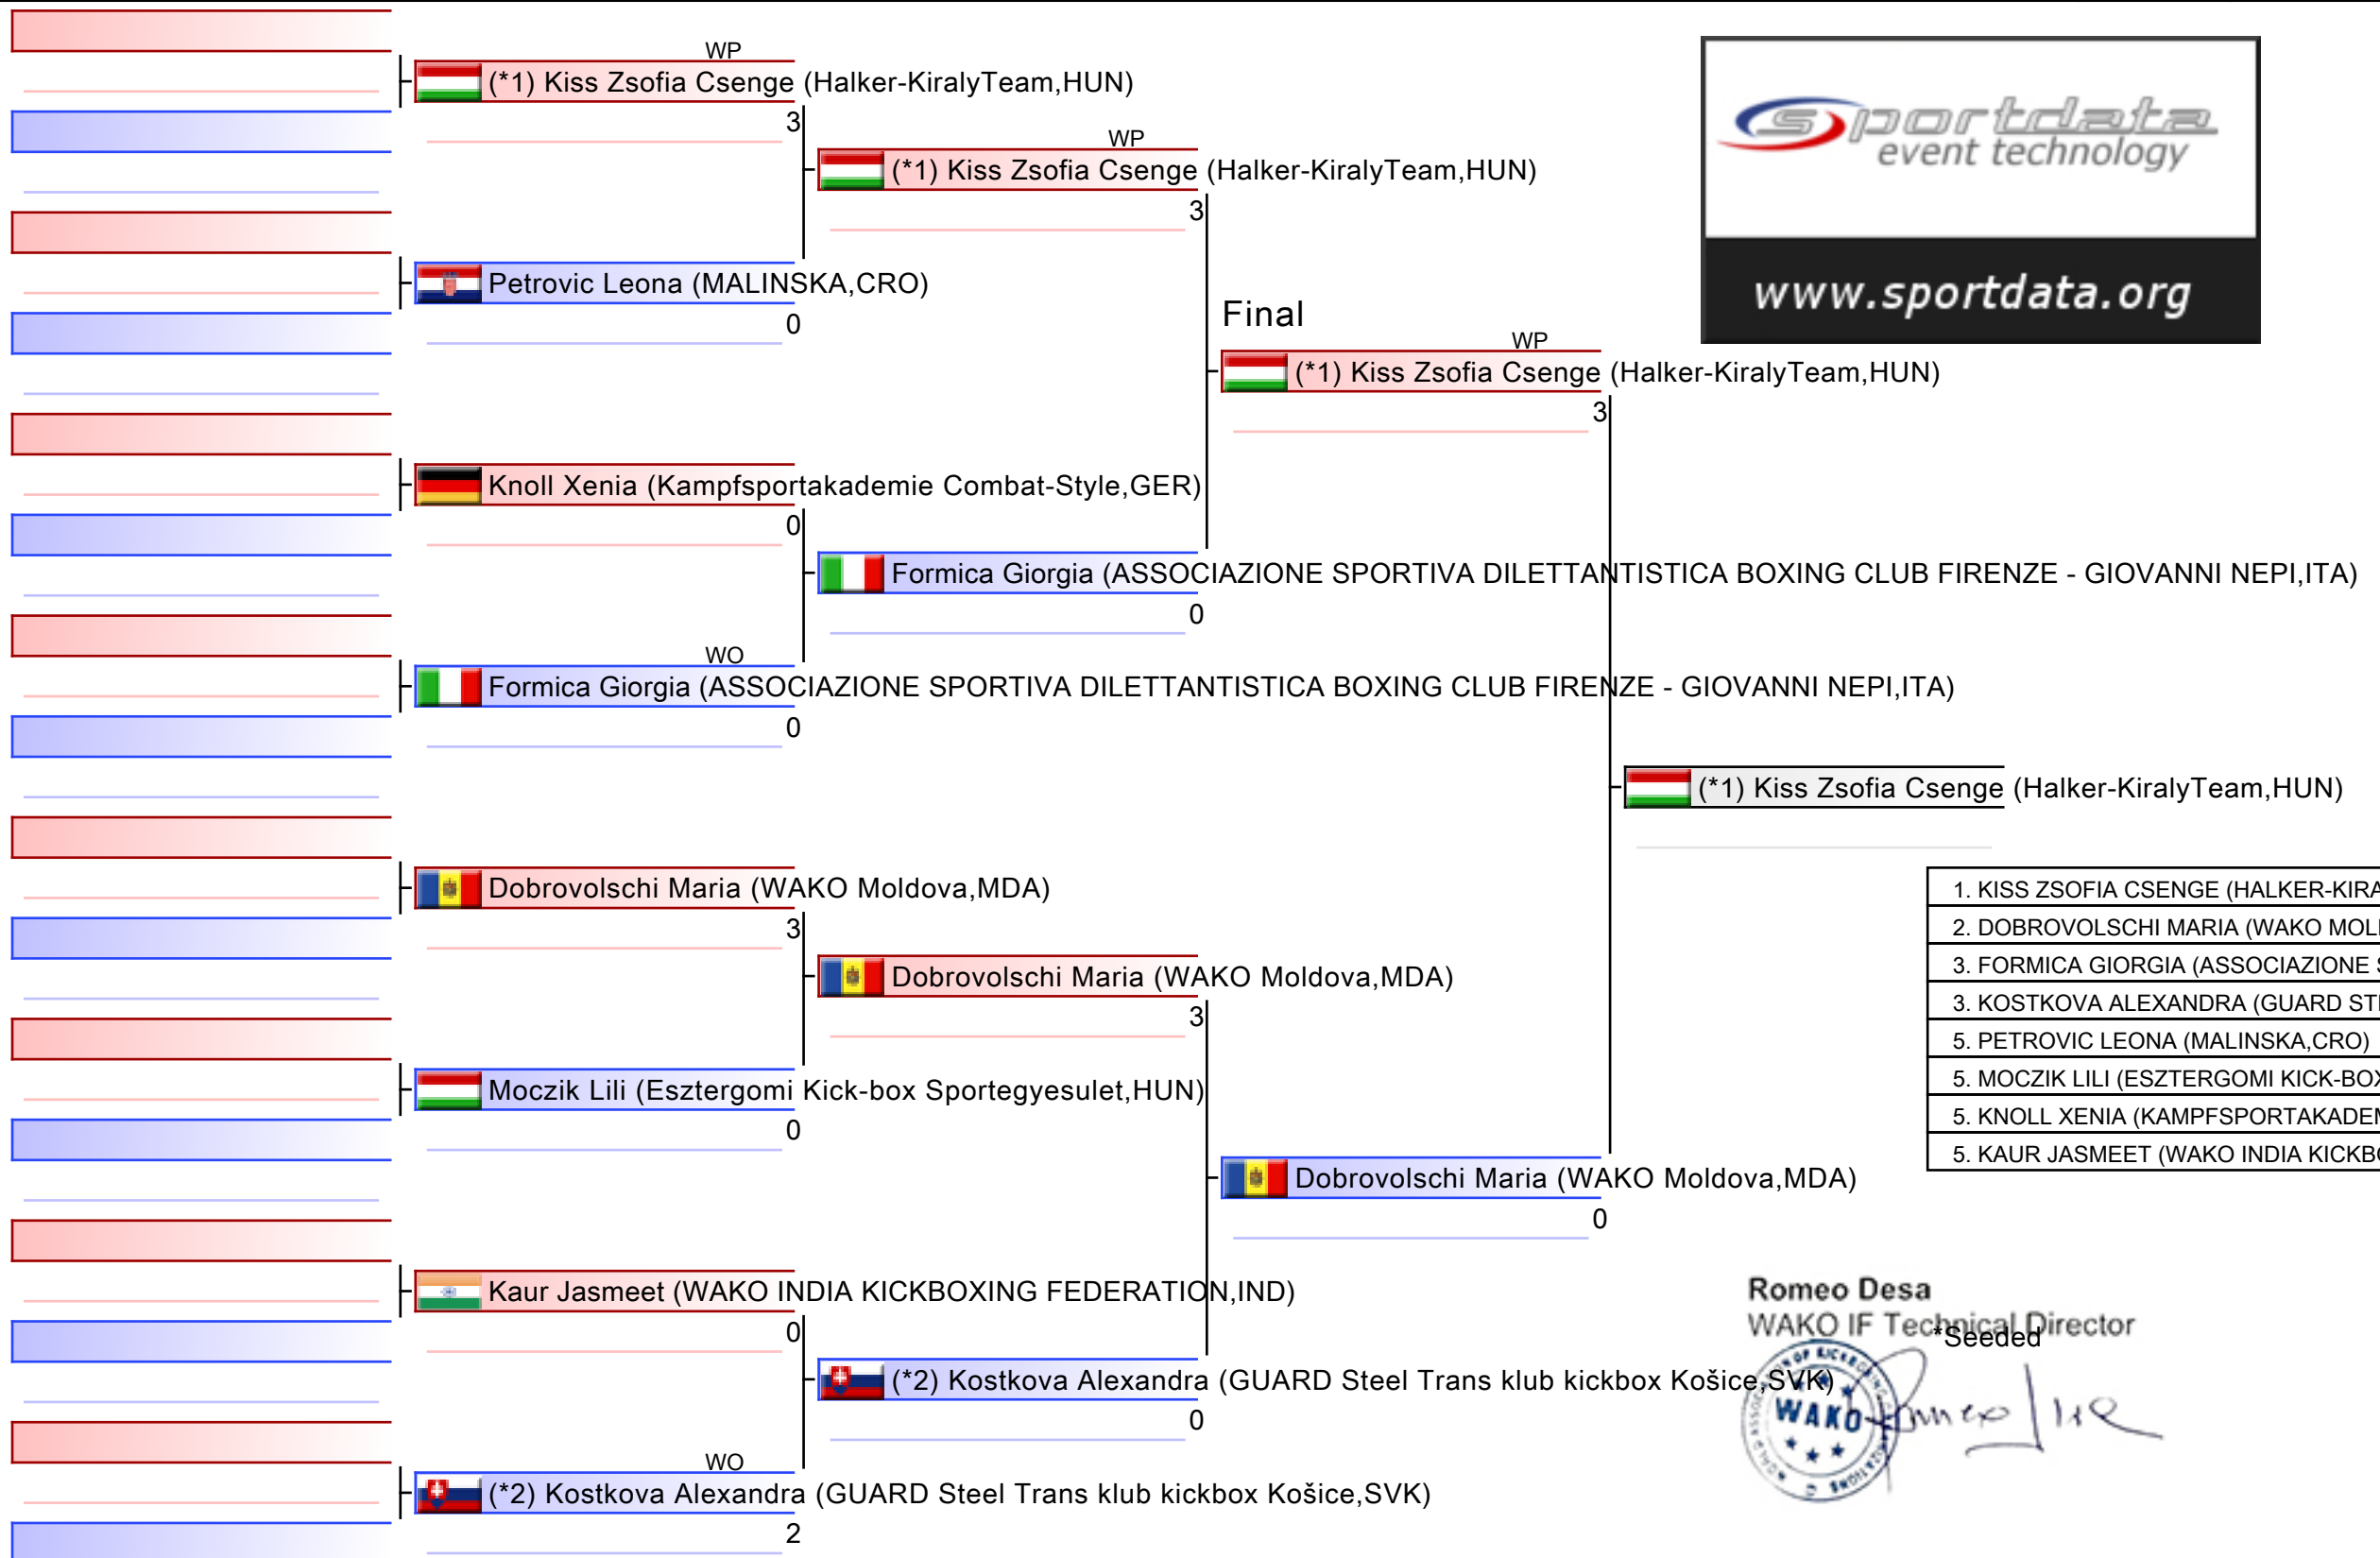 WP
(*1) Kiss Zsofia Csenge (Halker-KiralyTeam,HUN)
3
Petrovic Leona (MALINSKA,CRO)
0
Knoll Xenia (Kampfsportakademie Combat-Style,GER)
0
WO
Formica Giorgia (ASSOCIAZIONE SPORTIVA DILETTANTISTICA BOXING CLUB FIRENZE - GIOVANNI NEPI,ITA)
0
Dobrovolschi Maria (WAKO Moldova,MDA)
3
Moczik Lili (Esztergomi Kick-box Sportegyesulet,HUN)
0
Kaur Jasmeet (WAKO INDIA KICKBOXING FEDERATION,IND)
0
WO
(*2) Kostkova Alexandra (GUARD Steel Trans klub kickbox Košice,SVK)
2
WP
(*1) Kiss Zsofia Csenge (Halker-KiralyTeam,HUN)
3
Formica Giorgia (ASSOCIAZIONE SPORTIVA DILETTANTISTICA BOXING CLUB FIRENZE - GIOVANNI NEPI,ITA)
0
Dobrovolschi Maria (WAKO Moldova,MDA)
3
(*2) Kostkova Alexandra (GUARD Steel Trans klub kickbox Košice,SVK)
0
Final
WP
(*1) Kiss Zsofia Csenge (Halker-KiralyTeam,HUN)
3
Dobrovolschi Maria (WAKO Moldova,MDA)
0
(*1) Kiss Zsofia Csenge (Halker-KiralyTeam,HUN)
sportdata
event technology
www.sportdata.org
1. KISS ZSOFIA CSENGE (HALKER-KIRA
2. DOBROVOLSCHI MARIA (WAKO MOL
3. FORMICA GIORGIA (ASSOCIAZIONE
3. KOSTKOVA ALEXANDRA (GUARD ST
5. PETROVIC LEONA (MALINSKA,CRO)
5. MOCZIK LILI (ESZTERGOMI KICK-BOX
5. KNOLL XENIA (KAMPFSPORTAKADE
5. KAUR JASMEET (WAKO INDIA KICKB
Romeo Desa
WAKO IF Technical Director
*Seeded
WAKO